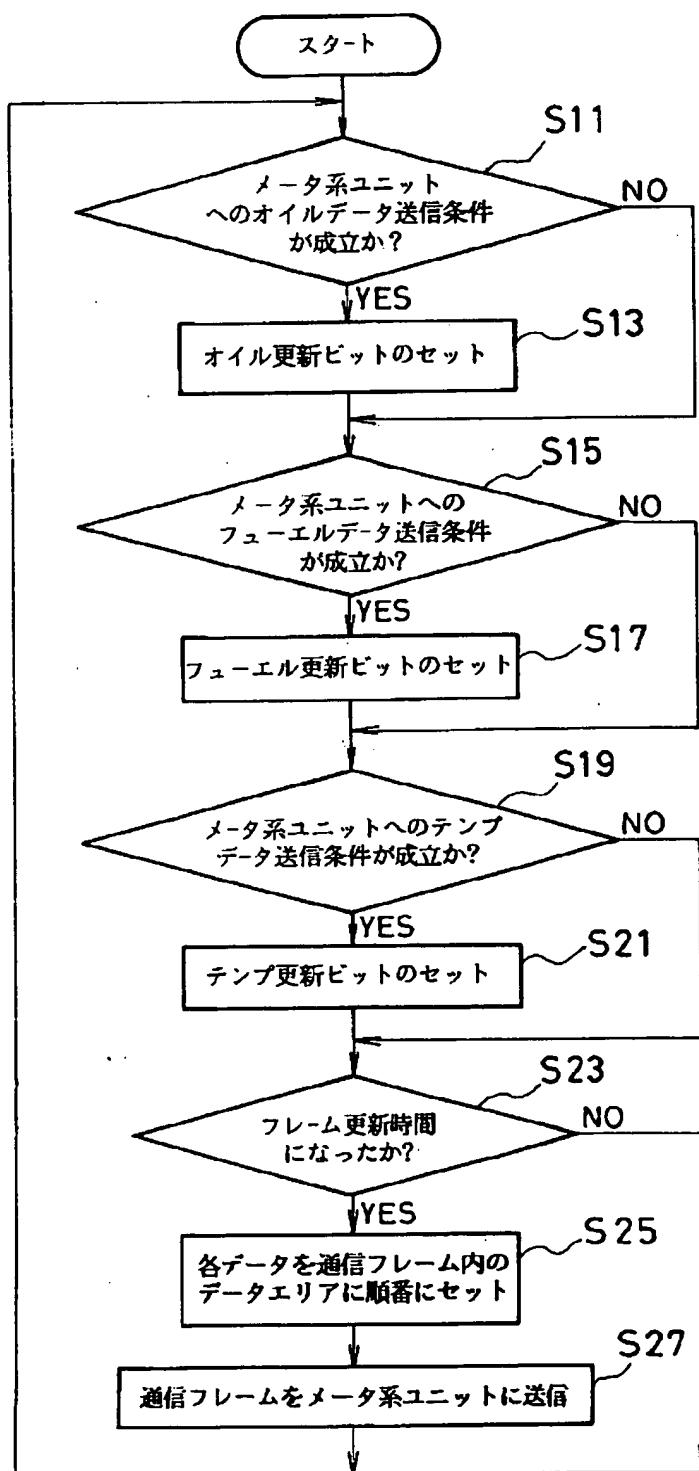 スタート
S11
メータ系ユニット
へのオイルデータ送信条件
が成立か?
NO
YES
S13
オイル更新ビットのセット
S15
メータ系ユニットへの
フューエルデータ送信条件
が成立か?
NO
YES
S17
フューエル更新ビットのセット
S19
メータ系ユニットへのテンプ
データ送信条件が成立か?
NO
YES
S21
テンプ更新ビットのセット
S23
フレーム更新時間
になったか?
NO
YES
S25
各データを通信フレーム内の
データエリアに順番にセット
S27
通信フレームをメータ系ユニットに送信